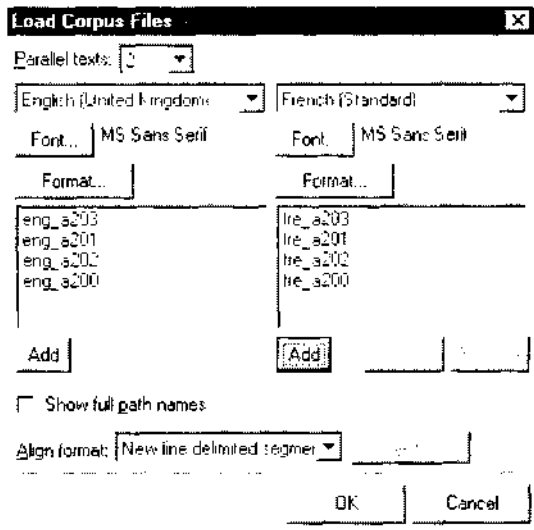 Load Corpus Files
Parallel texts: 2
English (United Kingdom) French (Standard)
Font... MS Sans Serif Font. MS Sans Serif
Format... Format...
eng_a203 fre_a203
eng_a201 fre_a201
eng_a202 fre_a202
eng_a200 fre_a200
Add Add
Show full path names
Align format: New line delimited segmer
OK Cancel